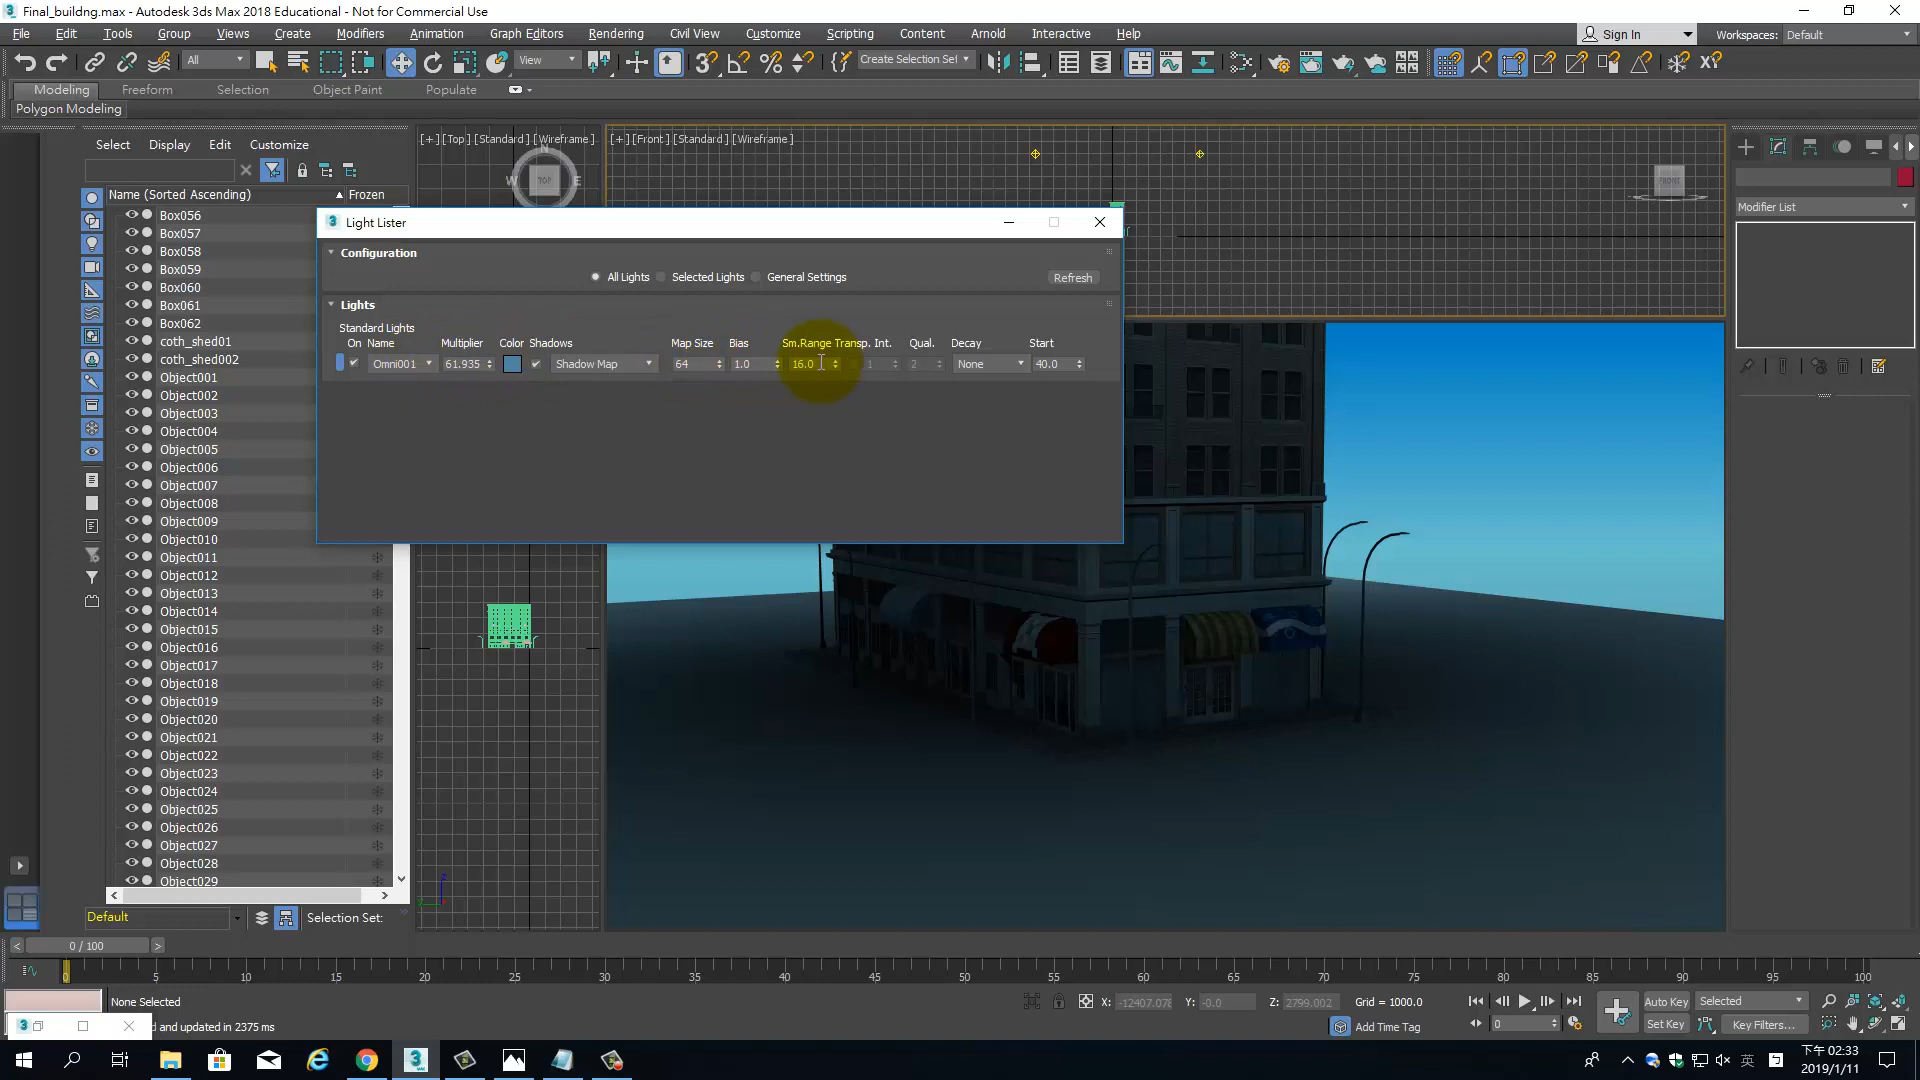 Final_buildng.max - Autodesk 3ds Max 2018 Educational - Not for Commercial Use
File Edit Tools Group Views Create Modifiers Animation Graph Editors Rendering Civil View Customize Scripting Content Arnold Interactive Help Sign In Workspaces: Default
All View Create Selection Set
Modeling Freeform Selection Object Paint Populate
Polygon Modeling
Select Display Edit Customize
[+] [Top] [Standard] [Wireframe]
[+] [Front] [Standard] [Wireframe]
N
W TOP E
FRONT
Name (Sorted Ascending) Frozen
Modifier List
Box056
Box057
Box058
Box059
Box060
Box061
Box062
coth_shed01
coth_shed002
Object001
Object002
Object003
Object004
Object005
Object006
Object007
Object008
Object009
Object010
Object011
Object012
Object013
Object014
Object015
Object016
Object017
Object018
Object019
Object020
Object021
Object022
Object023
Object024
Object025
Object026
Object027
Object028
Object029
Light Lister
Configuration
All Lights Selected Lights General Settings Refresh
Lights
Standard Lights
On Name Multiplier Color Shadows Map Size Bias Sm.Range Transp. Int. Qual. Decay Start
Omni001 61.935 Shadow Map 64 1.0 16.0 1 2 None 40.0
z
Default Selection Set:
< 0 / 100 >
0 5 10 15 20 25 30 35 40 45 50 55 60 65 70 75 80 85 90 95 100
None Selected X: -12407.078 Y: -0.0 Z: 2799.002 Grid = 1000.0 Auto Key Selected
d and updated in 2375 ms Add Time Tag 0 Set Key Key Filters...
英 下午 02:33
2019/1/11